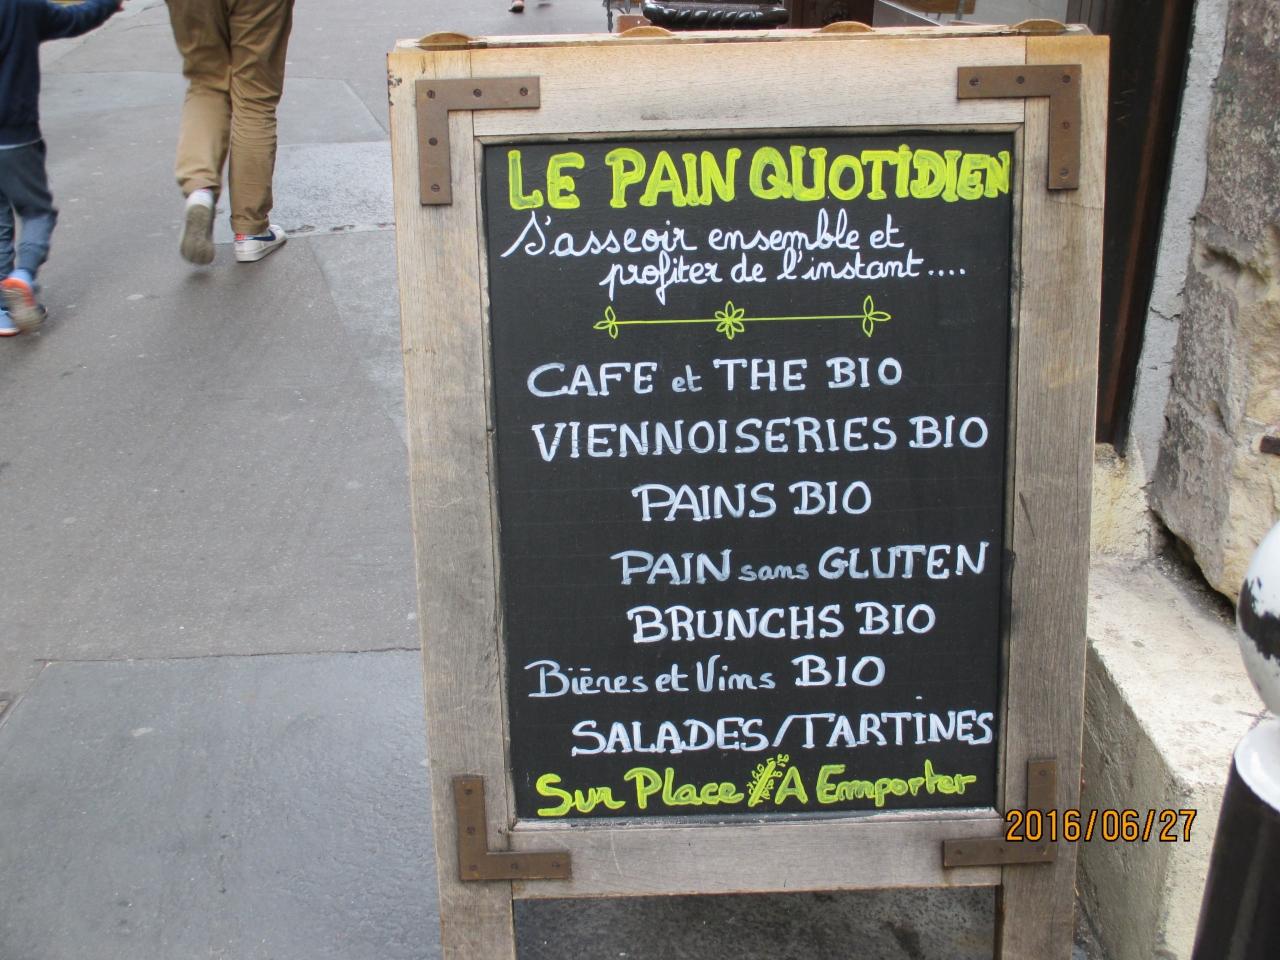 LE PAIN QUOTIDIEN
S'asseoir ensemble et
profiter de l'instant....
CAFE et THE BIO
VIENNOISERIES BIO
PAINS BIO
PAIN sans GLUTEN
BRUNCHS BIO
Bières et Vins BIO
SALADES/TARTINES
Sur Place / A Emporter
2016/06/27